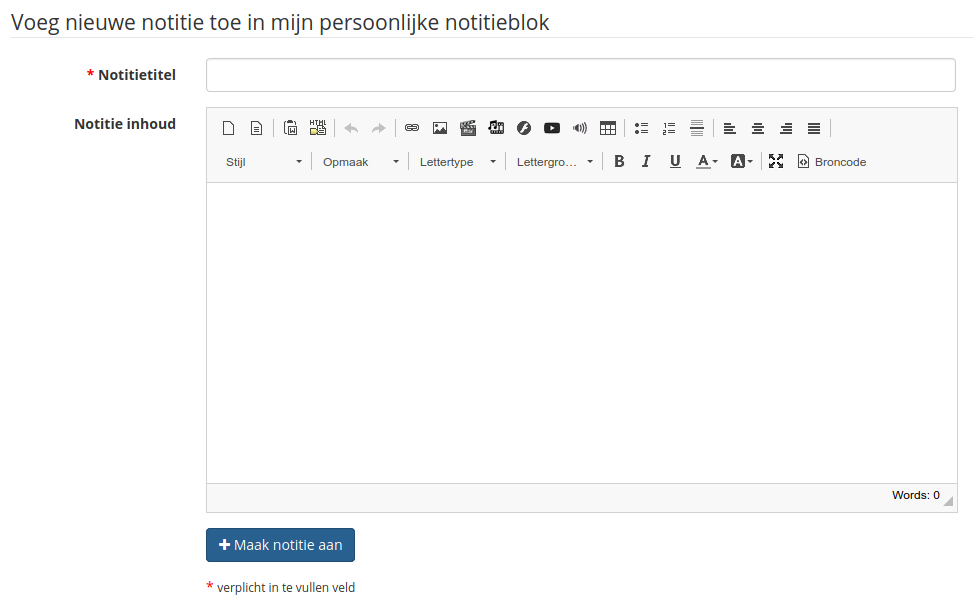 Voeg nieuwe notitie toe in mijn persoonlijke notitieblok
* Notitietitel
Notitie inhoud
HTML
Stijl Opmaak Lettertype Lettergro... B I U A A Broncode
Words: 0
Maak notitie aan
* verplicht in te vullen veld